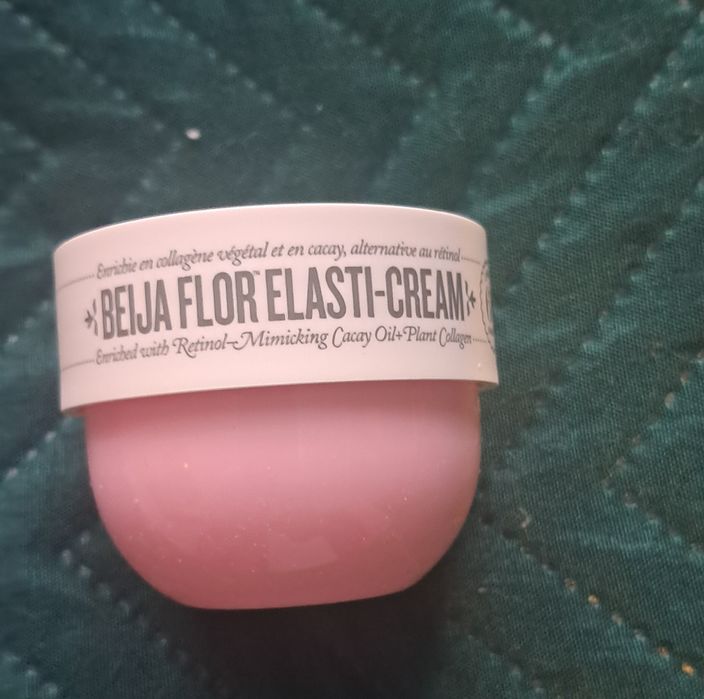 Enrichie en collagène végétal et en cacay, alternative au rétinol
BEIJA FLOR™ ELASTI-CREAM
Enriched with Retinol-Mimicking Cacay Oil+Plant Collagen